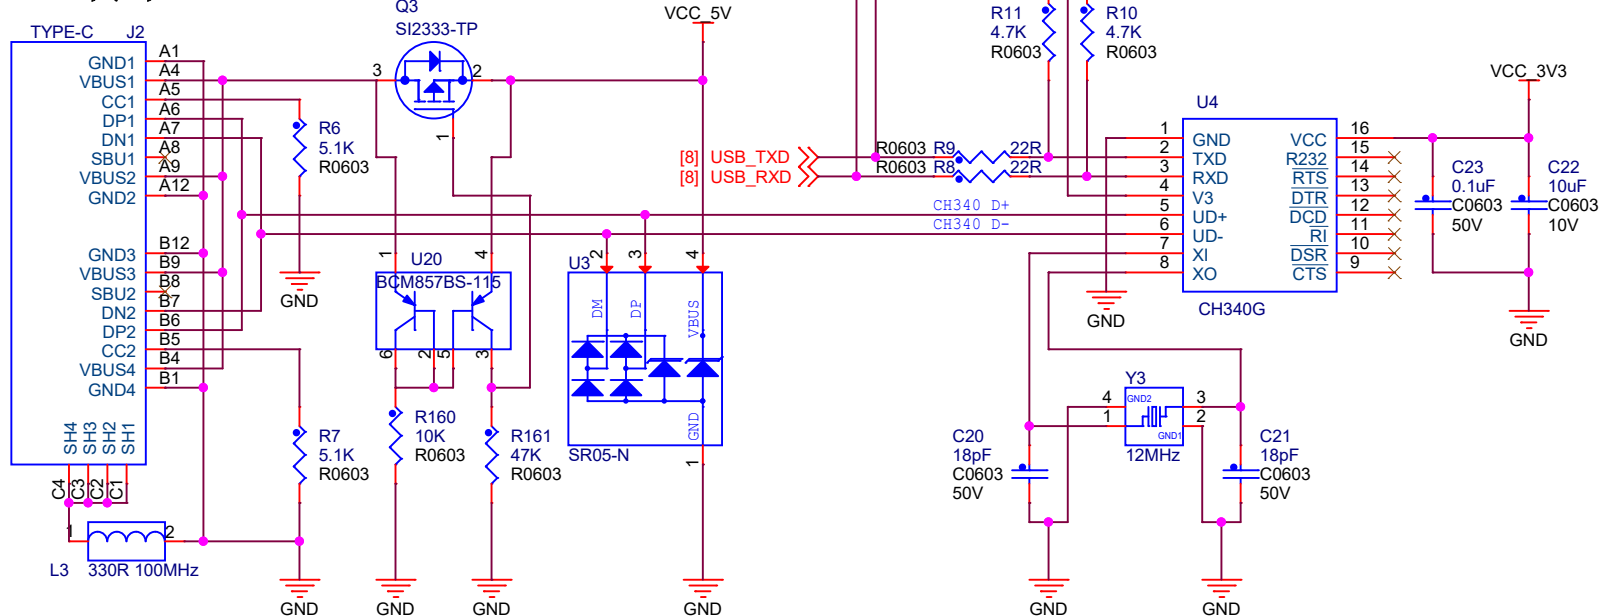 Q3
SI2333-TP
VCC_5V
R11
4.7K
R0603
R10
4.7K
R0603
TYPE-C
J2
GND1
A1
VBUS1
A4
CC1
A5
DP1
A6
DN1
A7
SBU1
A8
VBUS2
A9
GND2
A12
GND3
B12
VBUS3
B9
SBU2
B8
DN2
B7
DP2
B6
CC2
B5
VBUS4
B4
GND4
B1
SH4
SH3
SH2
SH1
C4
C3
C2
C1
3
2
1
R6
5.1K
R0603
GND
[8] USB_TXD
[8] USB_RXD
R0603 R9 22R
R0603 R8 22R
CH340 D+
CH340 D-
U4
1
GND
2
TXD
3
RXD
4
V3
5
UD+
6
UD-
7
XI
8
XO
VCC
16
R232
15
RTS
14
DTR
13
DCD
12
RI
11
DSR
10
CTS
9
CH340G
GND
VCC_3V3
C23
0.1uF
C0603
50V
C22
10uF
C0603
10V
GND
U20
BCM857BS-115
1
4
6
2
5
3
U3
2
3
4
DM
DP
VBUS
GND
SR05-N
1
R7
5.1K
R0603
R160
10K
R0603
R161
47K
R0603
Y3
4
GND2
3
1
2
GND1
12MHz
C20
18pF
C0603
50V
C21
18pF
C0603
50V
1
2
L3
330R 100MHz
GND
GND
GND
GND
GND
GND